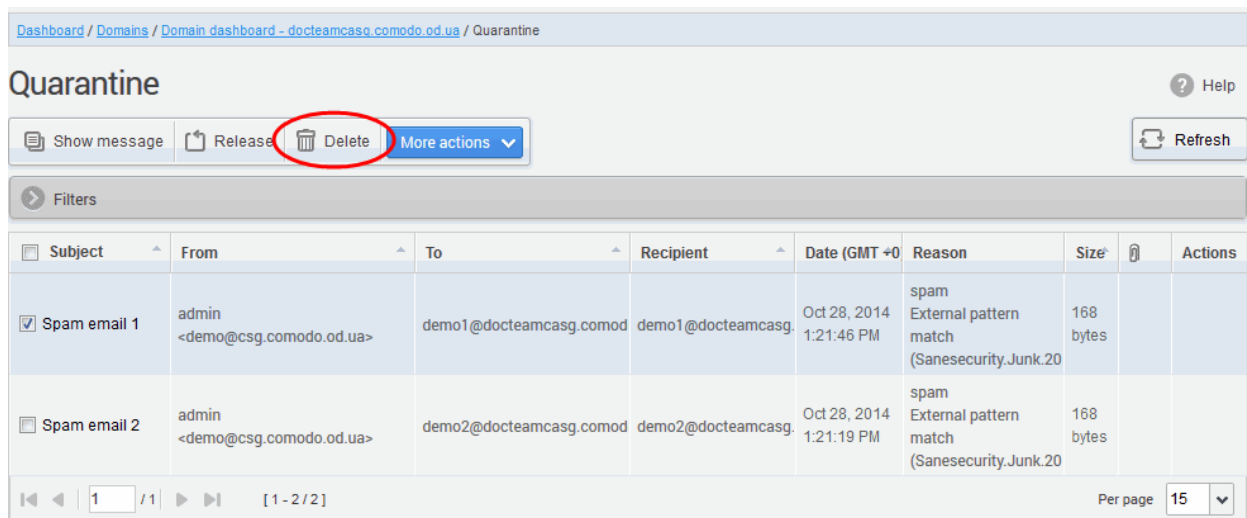 Dashboard / Domains / Domain dashboard - docteamcasg.comodo.od.ua / Quarantine
Quarantine
Help
Show message Release Delete More actions Refresh
Filters
Subject From To Recipient Date (GMT +0 Reason Size Actions
Spam email 1
admin
<demo@csg.comodo.od.ua>
demo1@docteamcasg.comod
demo1@docteamcasg.
Oct 28, 2014
1:21:46 PM
spam
External pattern
match
(Sanesecurity.Junk.20
168
bytes
Spam email 2
admin
<demo@csg.comodo.od.ua>
demo2@docteamcasg.comod
demo2@docteamcasg.
Oct 28, 2014
1:21:19 PM
spam
External pattern
match
(Sanesecurity.Junk.20
168
bytes
1 / 1 [ 1 - 2 / 2 ] Per page 15